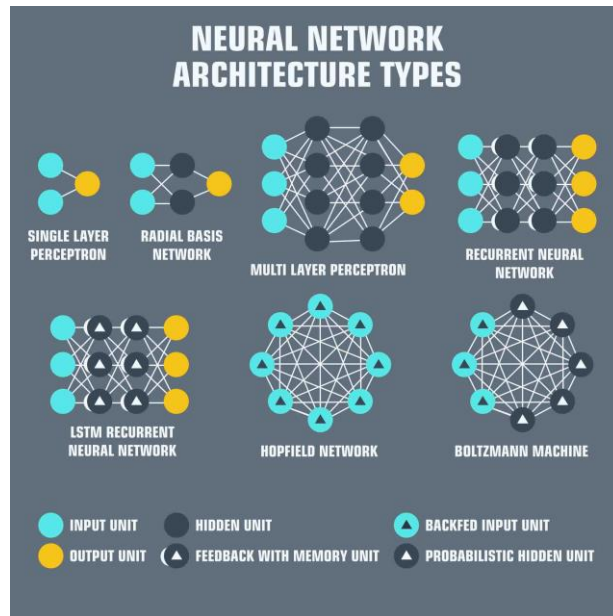 NEURAL NETWORK
ARCHITECTURE TYPES
SINGLE LAYER
PERCEPTRON
RADIAL BASIS
NETWORK
MULTI LAYER PERCEPTRON
RECURRENT NEURAL
NETWORK
LSTM RECURRENT
NEURAL NETWORK
HOPFIELD NETWORK
BOLTZMANN MACHINE
INPUT UNIT
HIDDEN UNIT
BACKFED INPUT UNIT
OUTPUT UNIT
FEEDBACK WITH MEMORY UNIT
PROBABILISTIC HIDDEN UNIT